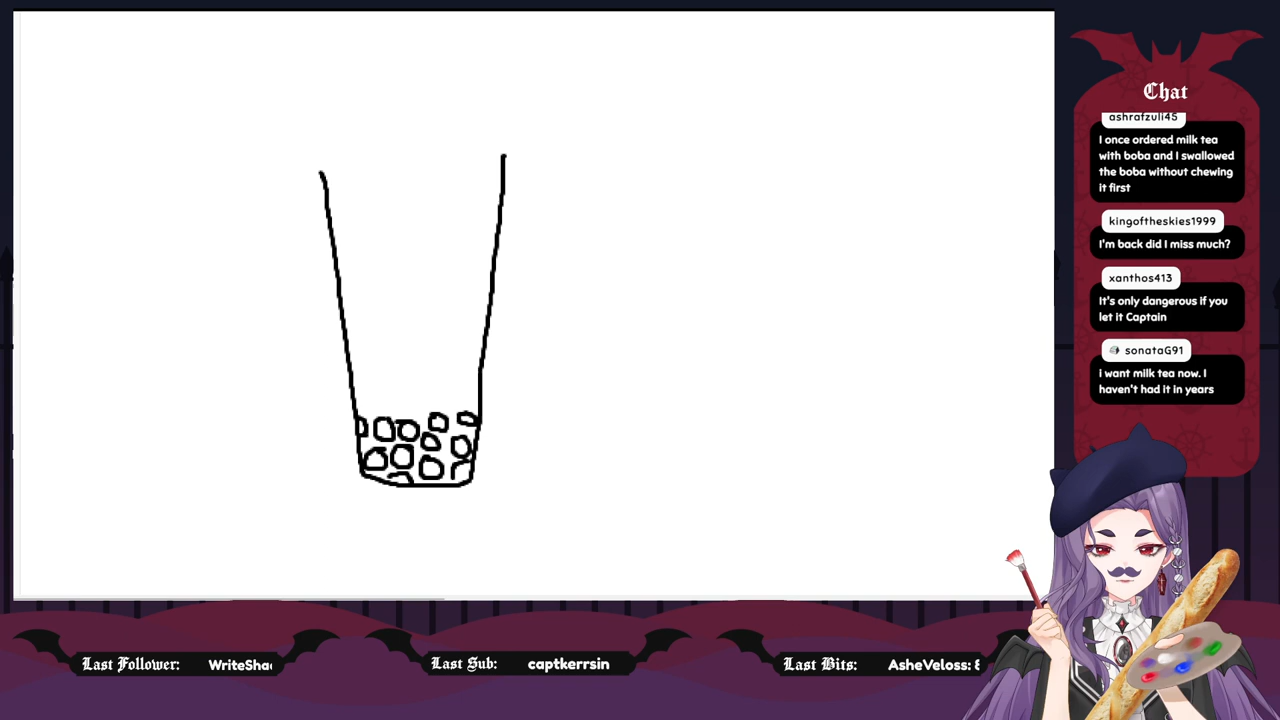 Chat
ashrafzuli45
I once ordered milk tea
with boba and I swallowed
the boba without chewing
it first
kingoftheskies1999
I'm back did I miss much?
xanthos413
It's only dangerous if you
let it Captain
sonataG91
i want milk tea now. I
haven't had it in years
Last Follower: WriteSha
Last Sub: captkerrsin
Last Bits: AsheVeloss: